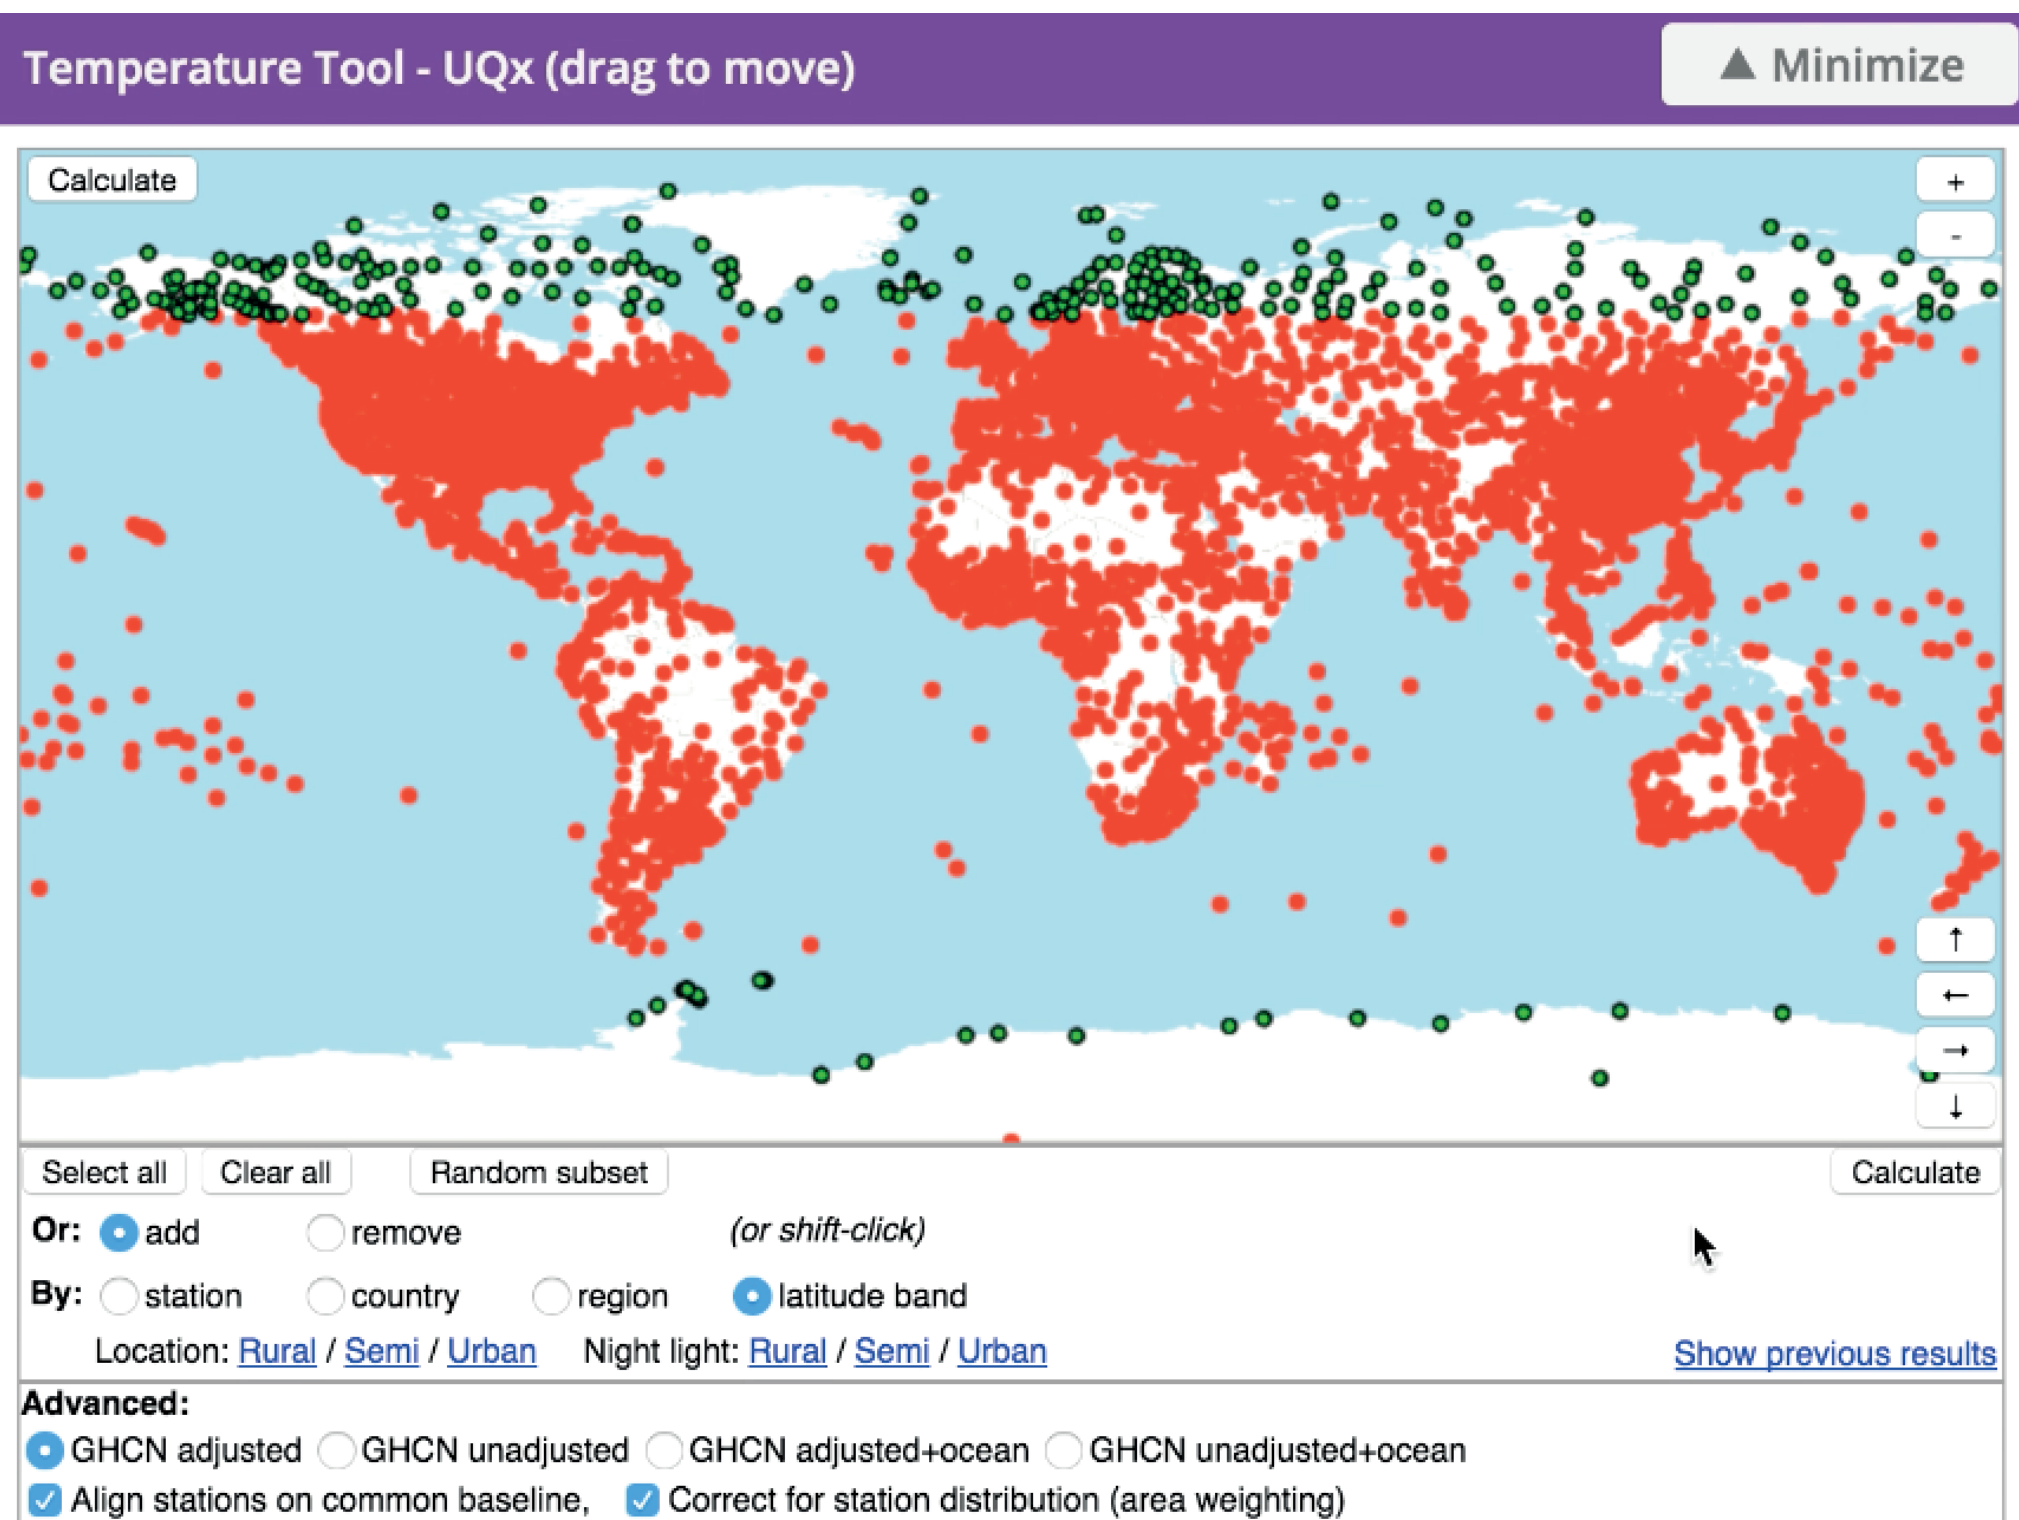 Temperature Tool - UQx (drag to move)
▲ Minimize
Calculate
+
-
↑
←
→
↓
Select all Clear all Random subset Calculate
Or: add remove (or shift-click)
By: station country region latitude band
Location: Rural / Semi / Urban Night light: Rural / Semi / Urban Show previous results
Advanced:
GHCN adjusted GHCN unadjusted GHCN adjusted+ocean GHCN unadjusted+ocean
Align stations on common baseline, Correct for station distribution (area weighting)